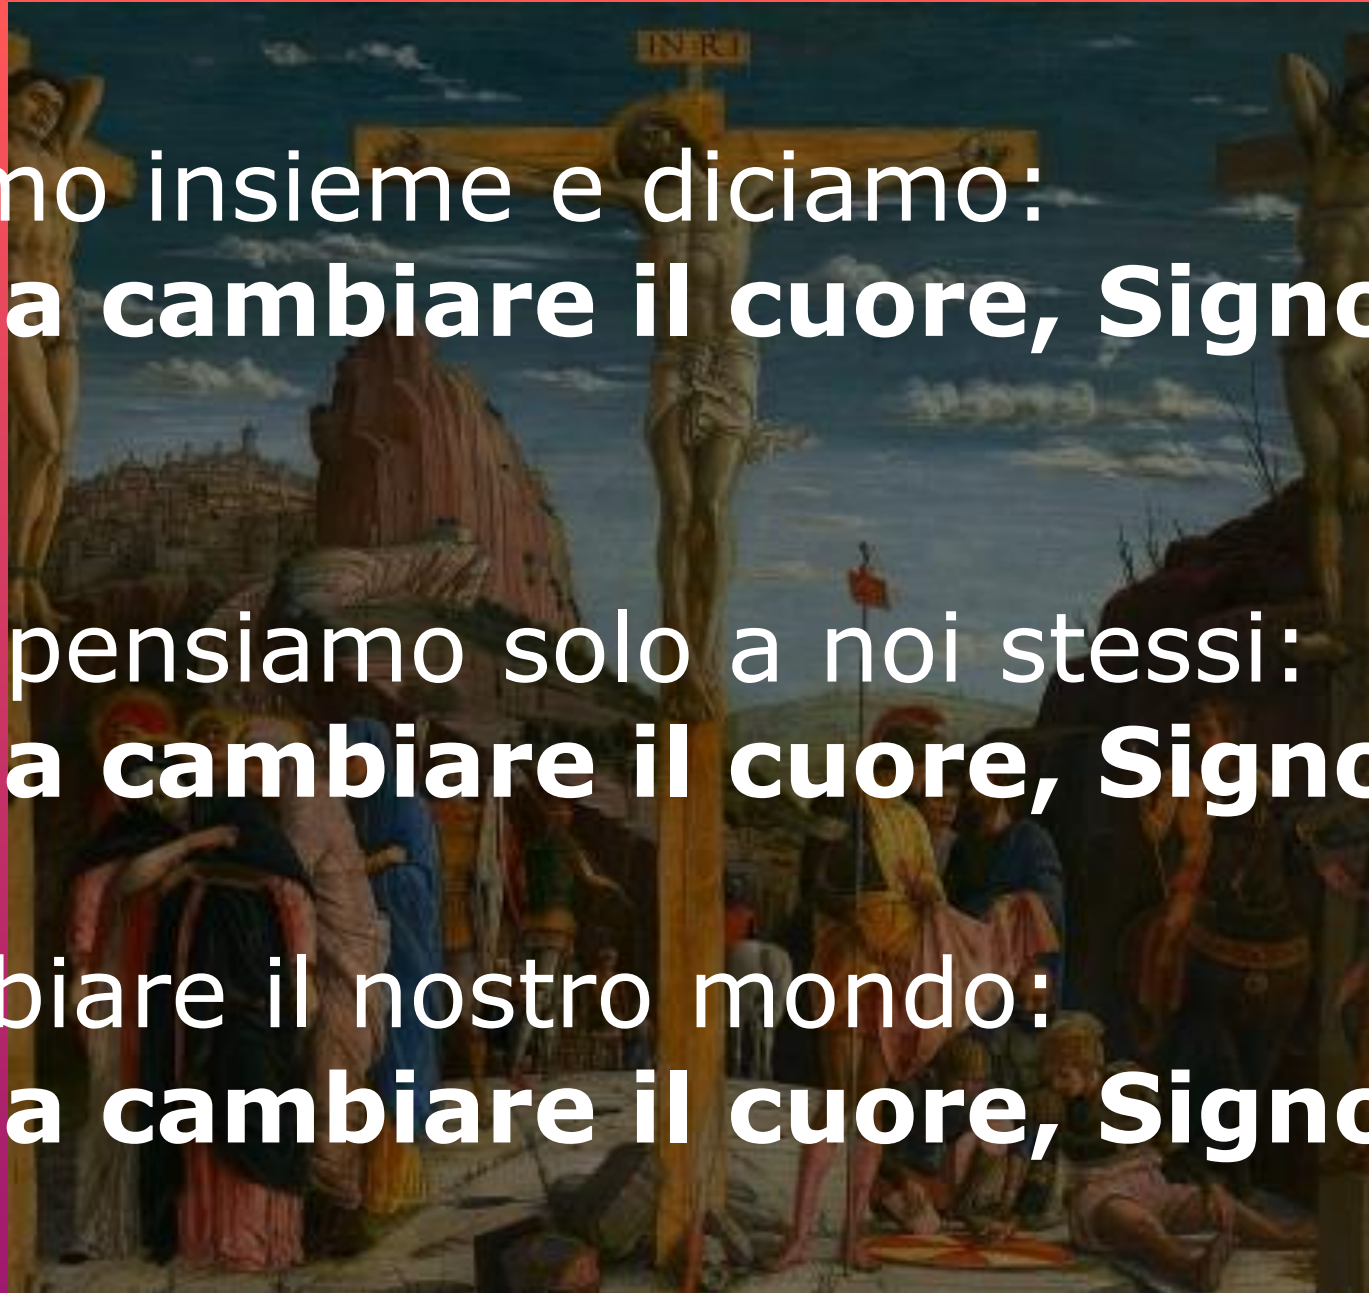 INRI
mo insieme e diciamo:
a cambiare il cuore, Signo
pensiamo solo a noi stessi:
a cambiare il cuore, Signo
biare il nostro mondo:
a cambiare il cuore, Signo